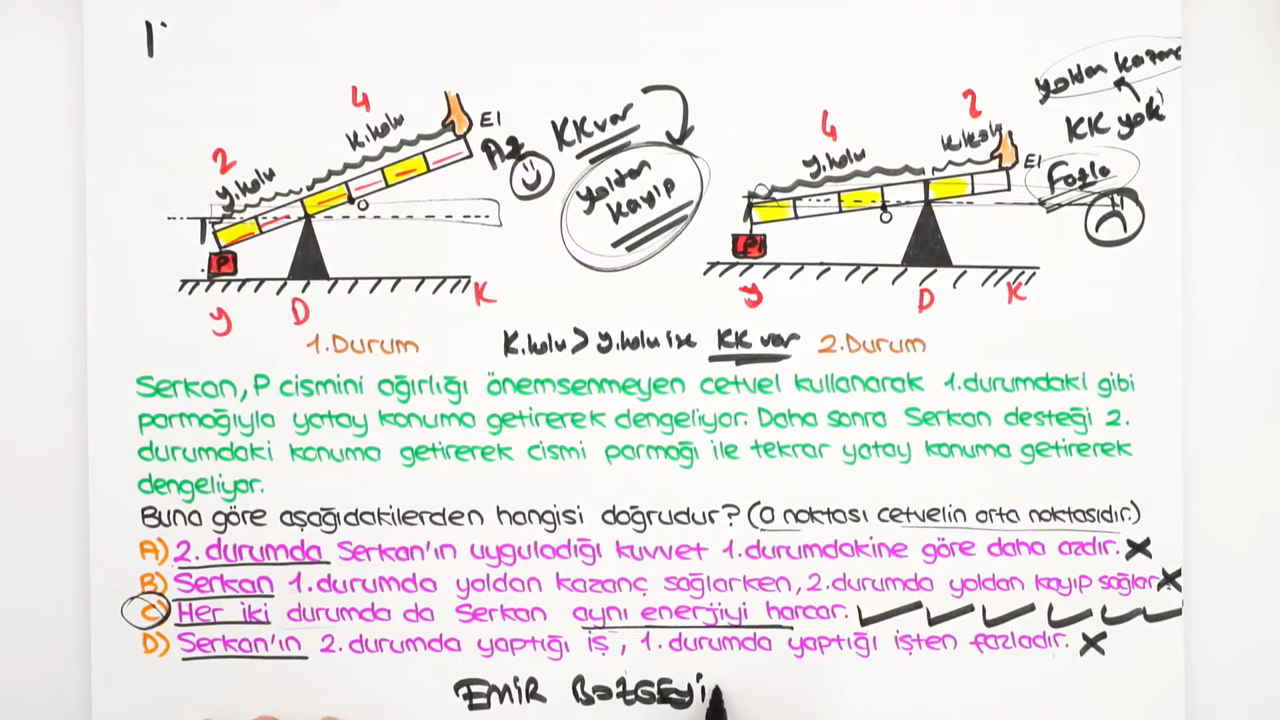 4
K.kolu
El
2
y.kolu
Az
P
y
D
K
1.Durum
KK var
yoldan
kayıp
K.kolu > y.kolu ise KK var
4
y.kolu
2
El
P
y
D
K
2.Durum
yoldan
KK yok
Fazla
Serkan, P cismini ağırlığı önemsenmeyen cetvel kullanarak 1.durumdaki gibi
parmağıyla yatay konuma getirerek dengeliyor. Daha sonra Serkan desteği 2.
durumdaki konuma getirerek cismi parmağı ile tekrar yatay konuma getirerek
dengeliyor.
Buna göre aşağıdakilerden hangisi doğrudur? (O noktası cetvelin orta noktasıdır.)
A) 2. durumda Serkan'ın uyguladığı kuvvet 1.durumdakine göre daha azdır.
B) Serkan 1.durumda yoldan kazanç sağlarken, 2.durumda yoldan kayıp sağlar
C) Her iki durumda da Serkan aynı enerjiyi harcar.
D) Serkan'ın 2.durumda yaptığı iş, 1.durumda yaptığı işten fazladır.
EMİR